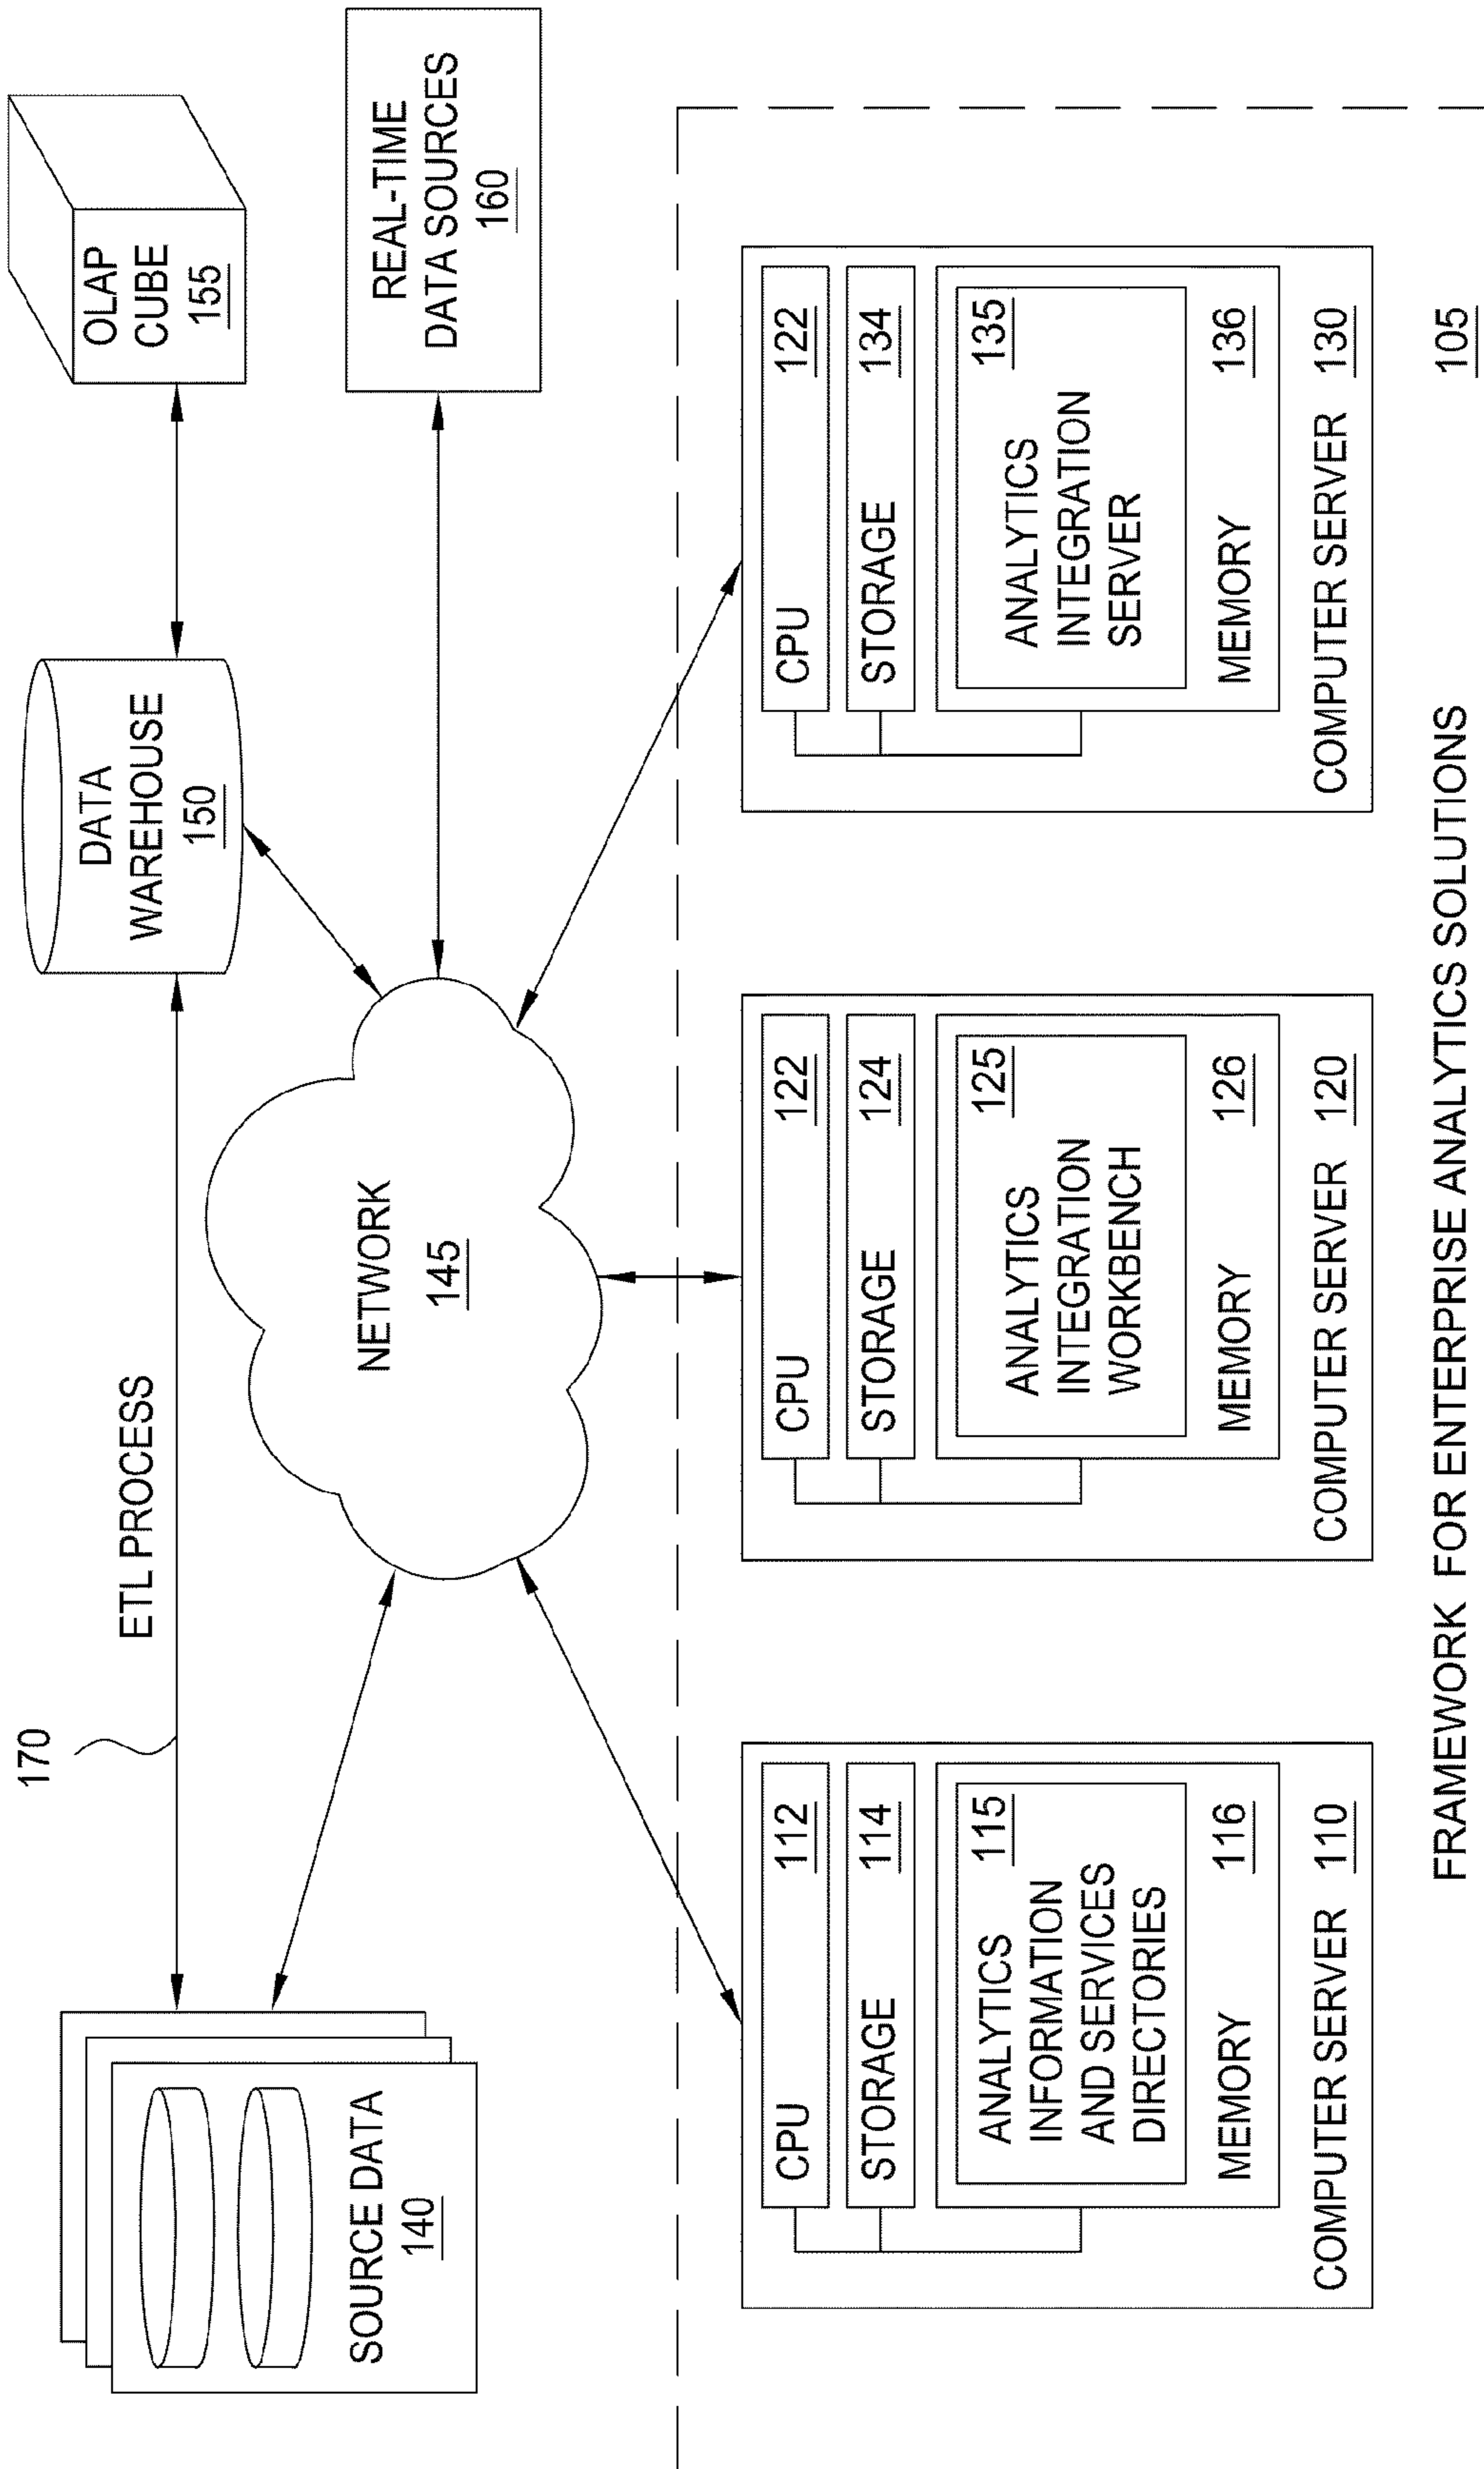 170
ETL PROCESS
SOURCE DATA
140
DATA
WAREHOUSE
150
OLAP
CUBE
155
NETWORK
145
REAL-TIME
DATA SOURCES
160
CPU 112
STORAGE 114
ANALYTICS 115
INFORMATION
AND SERVICES
DIRECTORIES
MEMORY 116
COMPUTER SERVER 110
CPU 122
STORAGE 124
ANALYTICS 125
INTEGRATION
WORKBENCH
MEMORY 126
COMPUTER SERVER 120
CPU 122
STORAGE 134
ANALYTICS 135
INTEGRATION
SERVER
MEMORY 136
COMPUTER SERVER 130
FRAMEWORK FOR ENTERPRISE ANALYTICS SOLUTIONS 105